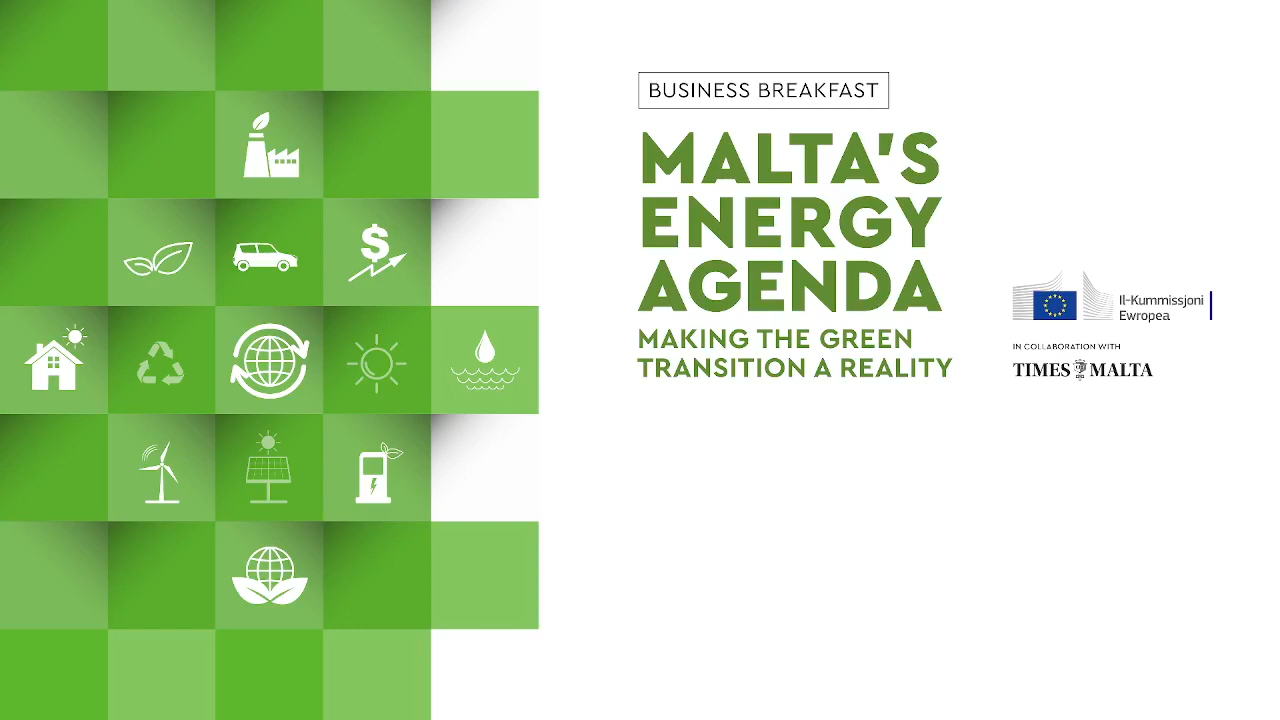 BUSINESS BREAKFAST
MALTA'S
ENERGY
AGENDA
MAKING THE GREEN
TRANSITION A REALITY
Il-Kummissjoni
Ewropea
IN COLLABORATION WITH
TIMES MALTA
$